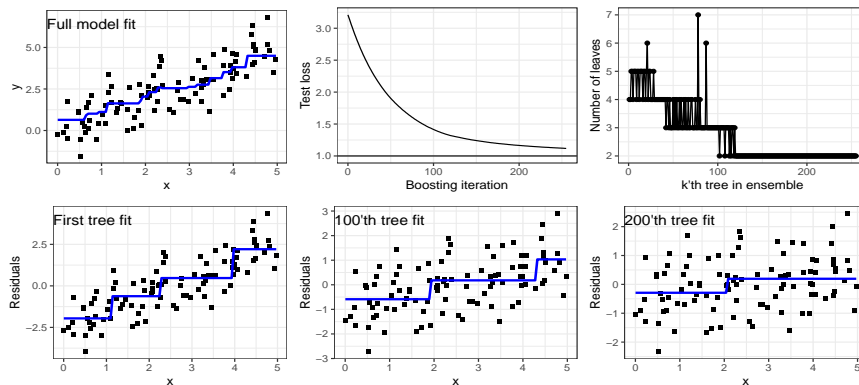 Full model fit
y
5.0
2.5
0.0
0 1 2 3 4 5
x
Test loss
3.0
2.5
2.0
1.5
1.0
0 100 200
Boosting iteration
Number of leaves
7
6
5
4
3
2
0 100 200
k'th tree in ensemble
First tree fit
Residuals
2.5
0.0
−2.5
0 1 2 3 4 5
x
100'th tree fit
Residuals
3
2
1
0
−1
−2
−3
0 1 2 3 4 5
x
200'th tree fit
Residuals
2
1
0
−1
−2
0 1 2 3 4 5
x